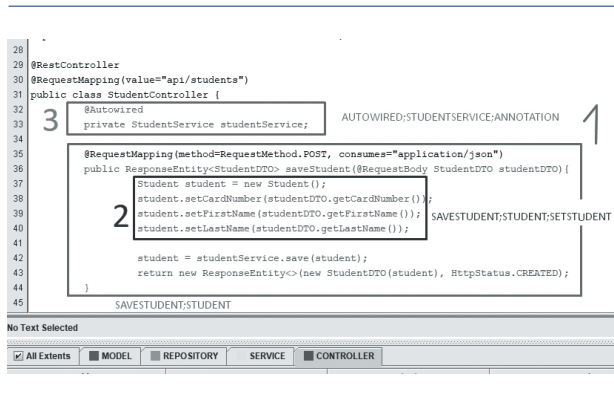 28
29 @RestController
30 @RequestMapping(value="api/students")
31 public class StudentController {
32 @Autowired
33 private StudentService studentService;
3
AUTOWIRED;STUDENTSERVICE;ANNOTATION
1
34
35 @RequestMapping(method=RequestMethod.POST, consumes="application/json")
36 public ResponseEntity<StudentDTO> saveStudent(@RequestBody StudentDTO studentDTO){
37 Student student = new Student();
38 student.setCardNumber(studentDTO.getCardNumber());
39 student.setFirstName(studentDTO.getFirstName());
40 student.setLastName(studentDTO.getLastName());
2
SAVESTUDENT;STUDENT;SETSTUDENT
41
42 student = studentService.save(student);
43 return new ResponseEntity<>(new StudentDTO(student), HttpStatus.CREATED);
44 }
45
SAVESTUDENT;STUDENT
No Text Selected
All Extents MODEL REPOSITORY SERVICE CONTROLLER